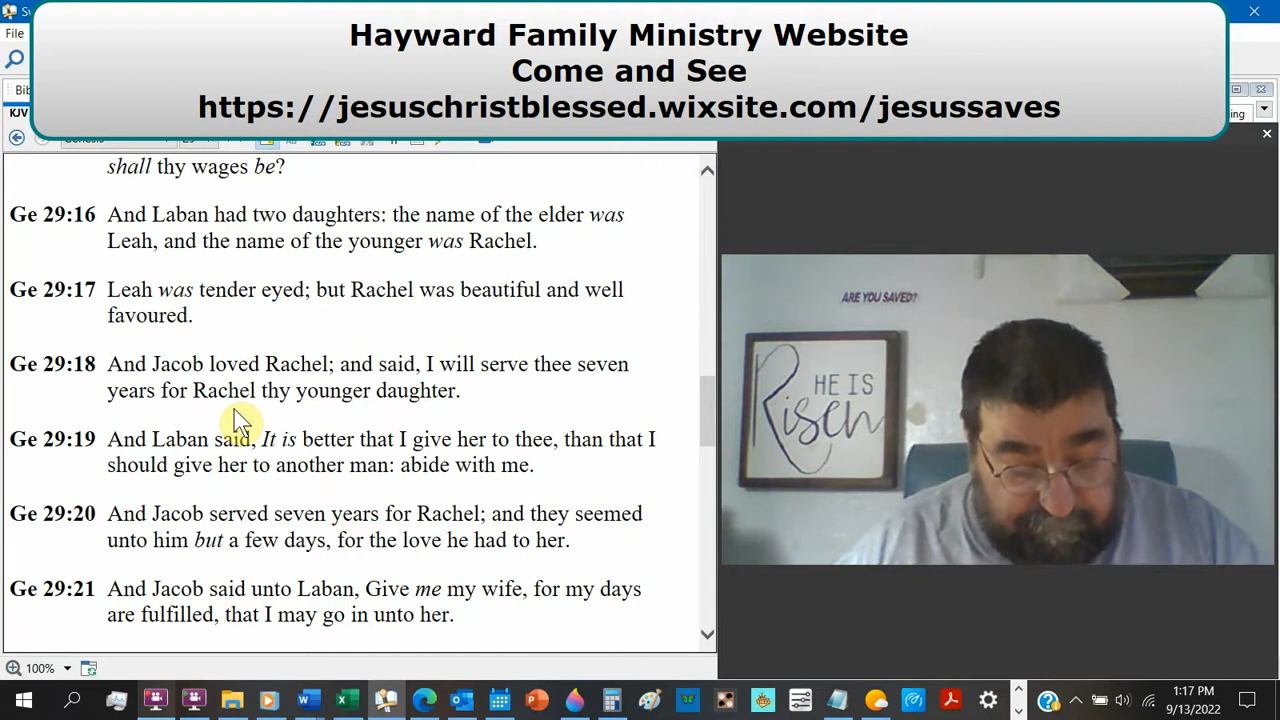 Hayward Family Ministry Website
Come and See
https://jesuschristblessed.wixsite.com/jesussaves
File
KJV
shall thy wages be?
Ge 29:16 And Laban had two daughters: the name of the elder was
Leah, and the name of the younger was Rachel.
Ge 29:17 Leah was tender eyed; but Rachel was beautiful and well
favoured.
Ge 29:18 And Jacob loved Rachel; and said, I will serve thee seven
years for Rachel thy younger daughter.
Ge 29:19 And Laban said, It is better that I give her to thee, than that I
should give her to another man: abide with me.
Ge 29:20 And Jacob served seven years for Rachel; and they seemed
unto him but a few days, for the love he had to her.
Ge 29:21 And Jacob said unto Laban, Give me my wife, for my days
are fulfilled, that I may go in unto her.
ARE YOU SAVED?
HE IS
Risen
100%
1:17 PM
9/13/2022